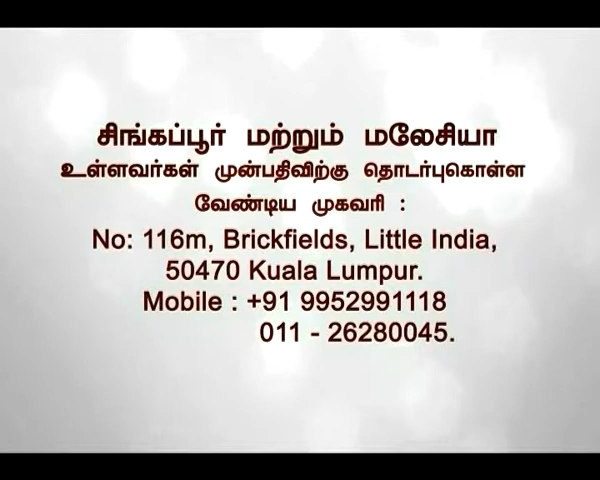 சிங்கப்பூர் மற்றும் மலேசியா
உள்ளவர்கள் முன்பதிவிற்கு தொடர்புகொள்ள
வேண்டிய முகவரி :
No: 116m, Brickfields, Little India,
50470 Kuala Lumpur.
Mobile : +91 9952991118
011 - 26280045.